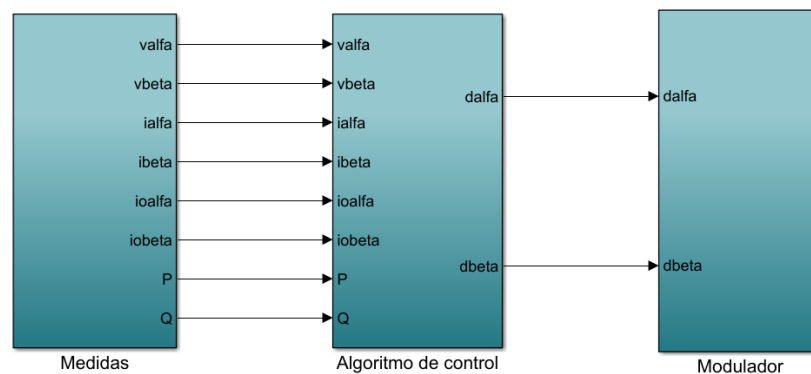 valfa
vbeta
ialfa
ibeta
ioalfa
iobeta
P
Q
Medidas
valfa
vbeta
ialfa
ibeta
ioalfa
iobeta
P
Q
dalfa
dbeta
Algoritmo de control
dalfa
dbeta
Modulador